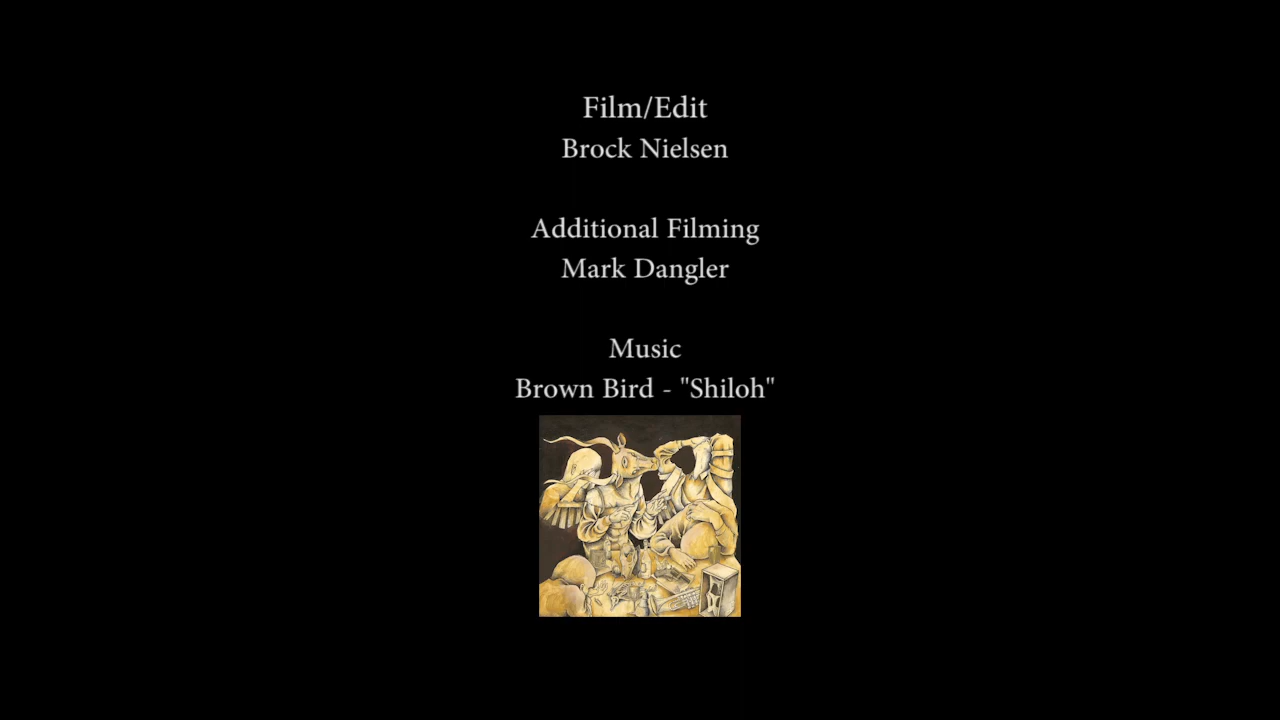 Film/Edit
Brock Nielsen
Additional Filming
Mark Dangler
Music
Brown Bird - "Shiloh"